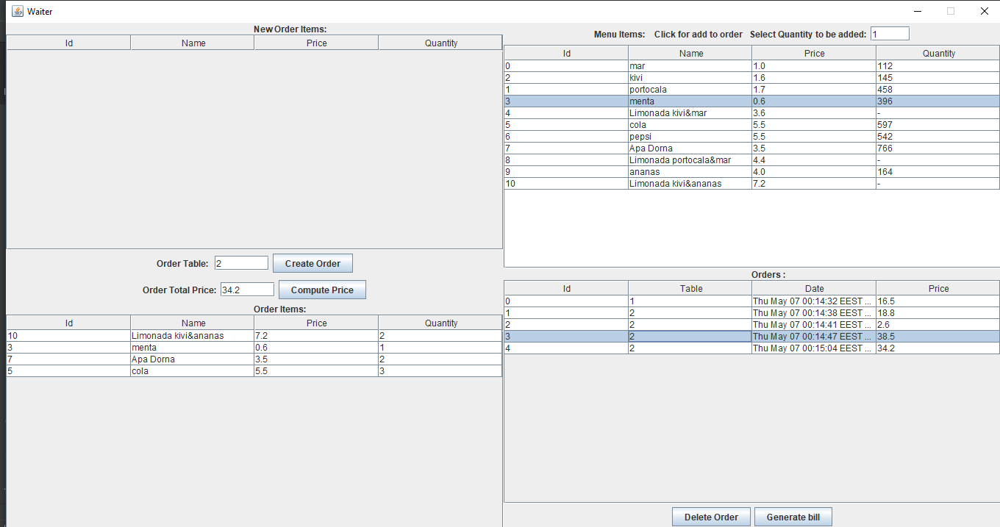 Waiter
New Order Items:
Id Name Price Quantity
Menu Items: Click for add to order Select Quantity to be added: 1
Id Name Price Quantity
0 mar 1.0 112
2 kivi 1.6 145
1 portocala 1.7 458
3 menta 0.6 396
4 Limonada kivi&mar 3.6 -
5 cola 5.5 597
6 pepsi 5.5 542
7 Apa Dorna 3.5 766
8 Limonada portocala&mar 4.4 -
9 ananas 4.0 164
10 Limonada kivi&ananas 7.2 -
Order Table: 2 Create Order
Order Total Price: 34.2 Compute Price
Order Items:
Id Name Price Quantity
10 Limonada kivi&ananas 7.2 2
3 menta 0.6 1
7 Apa Dorna 3.5 2
5 cola 5.5 3
Orders :
Id Table Date Price
0 1 Thu May 07 00:14:32 EEST ... 16.5
1 2 Thu May 07 00:14:38 EEST ... 18.8
2 2 Thu May 07 00:14:41 EEST ... 2.6
3 2 Thu May 07 00:14:47 EEST ... 38.5
4 2 Thu May 07 00:15:04 EEST ... 34.2
Delete Order Generate bill